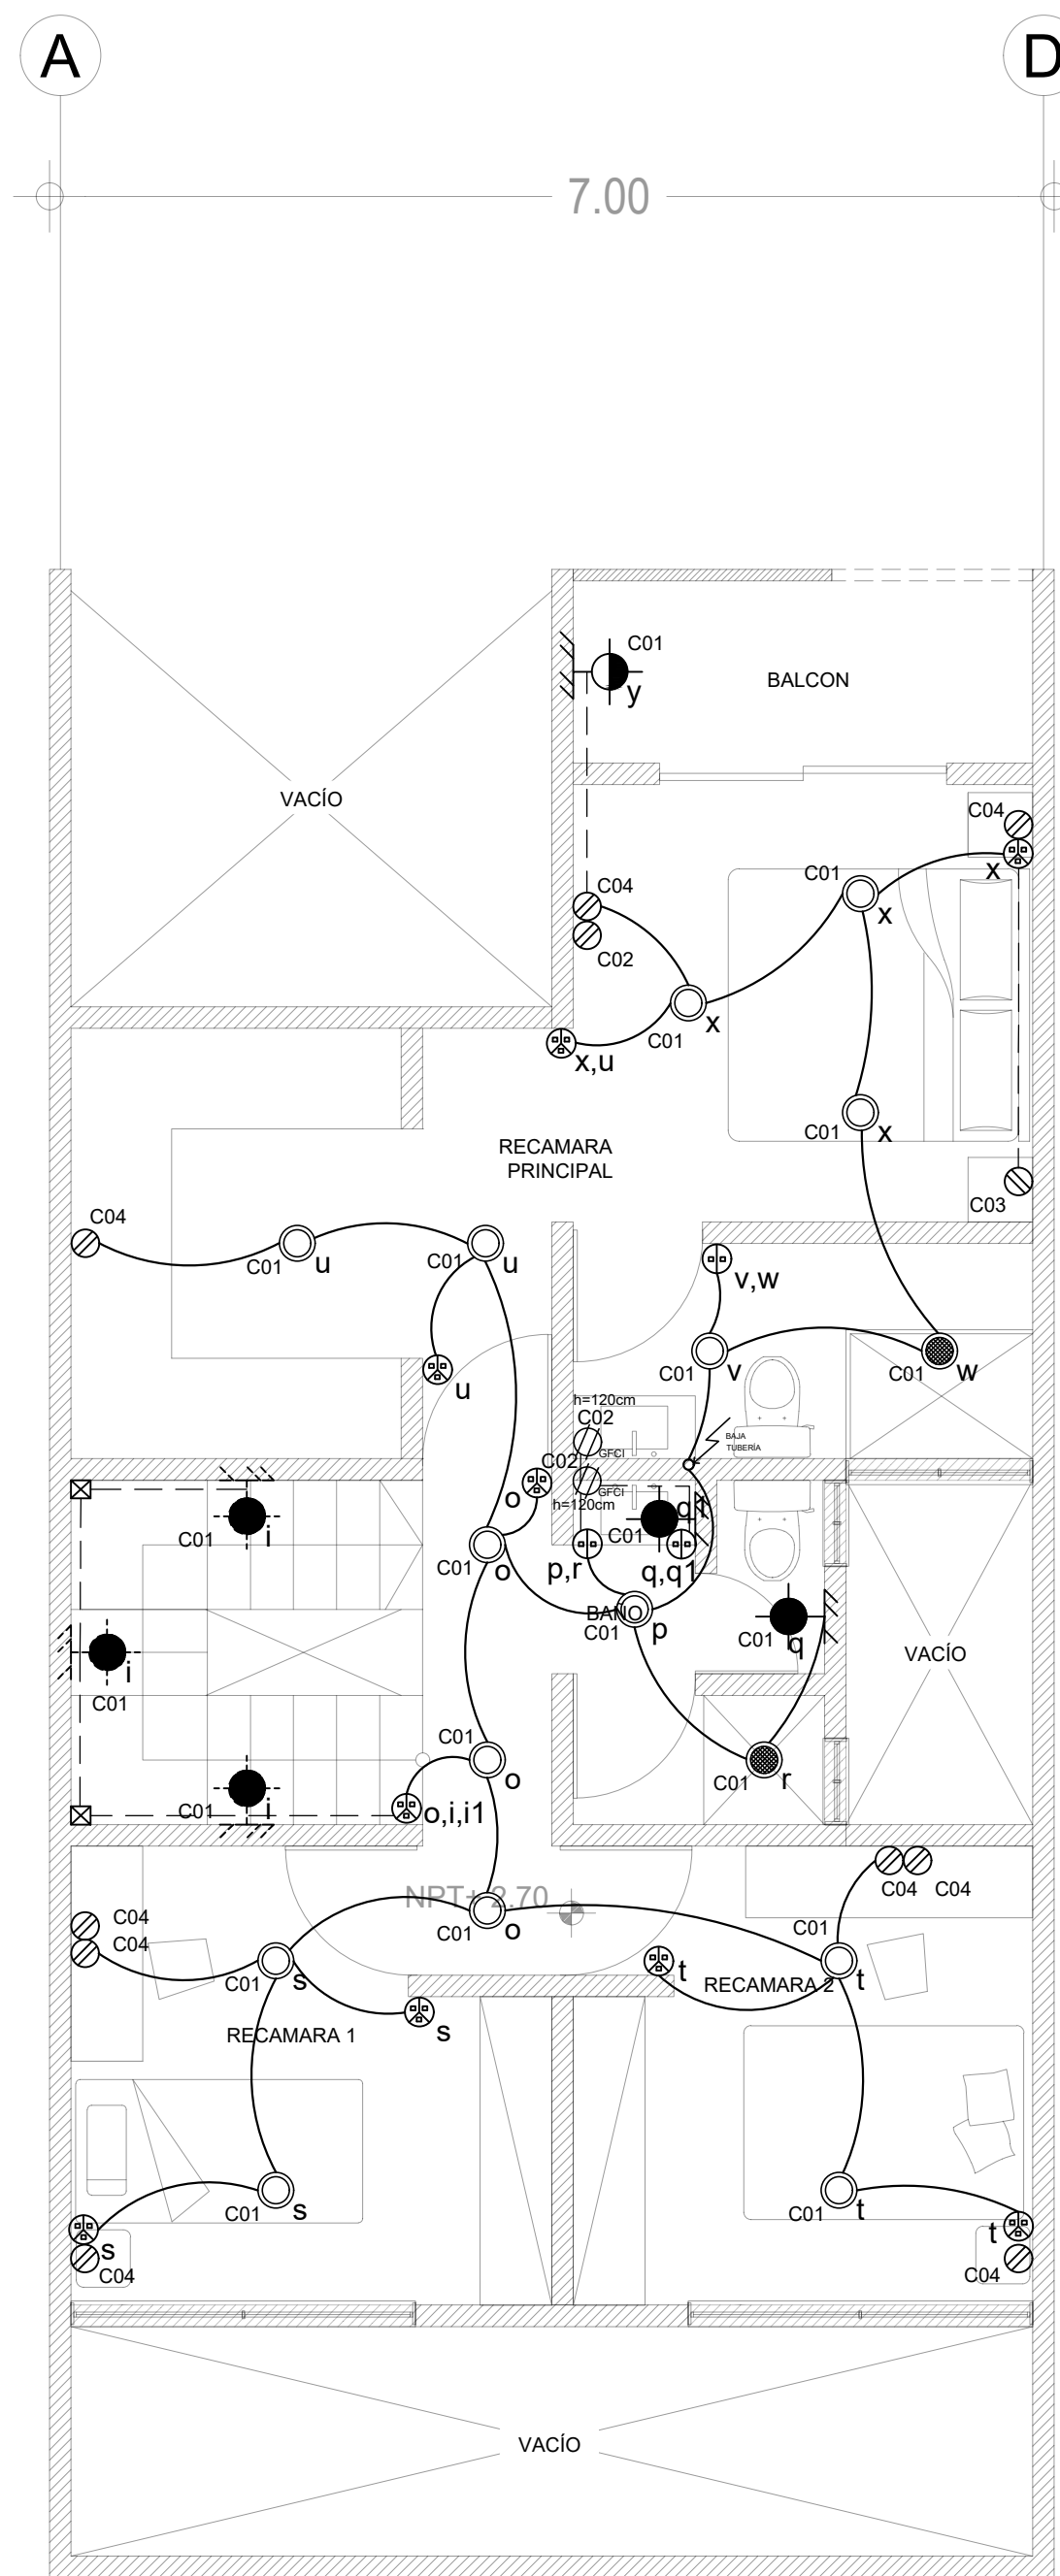 A
D
7.00
C01
y
BALCON
VACÍO
C04
x
C01
x
C04
C02
x
C01
x,u
C01
x
RECAMARA
PRINCIPAL
C03
C04
C01
u
C01
u
v,w
C01
v
C01
w
u
h=120cm
C02
GFCI
BAJA
TUBERÍA
C02
GFCI
h=120cm
o
q1
C01
i
C01
C01
o
p,r
q,q1
BAÑO
C01
p
C01
q
VACÍO
i
C01
C01
o
C01
r
C01
i
o,i,i1
NPT+ 2.70
C01
o
C04
C04
C04
C04
C01
s
C01
t
t
RECAMARA 2
s
RECAMARA 1
C01
s
C01
t
s
C04
t
C04
VACÍO